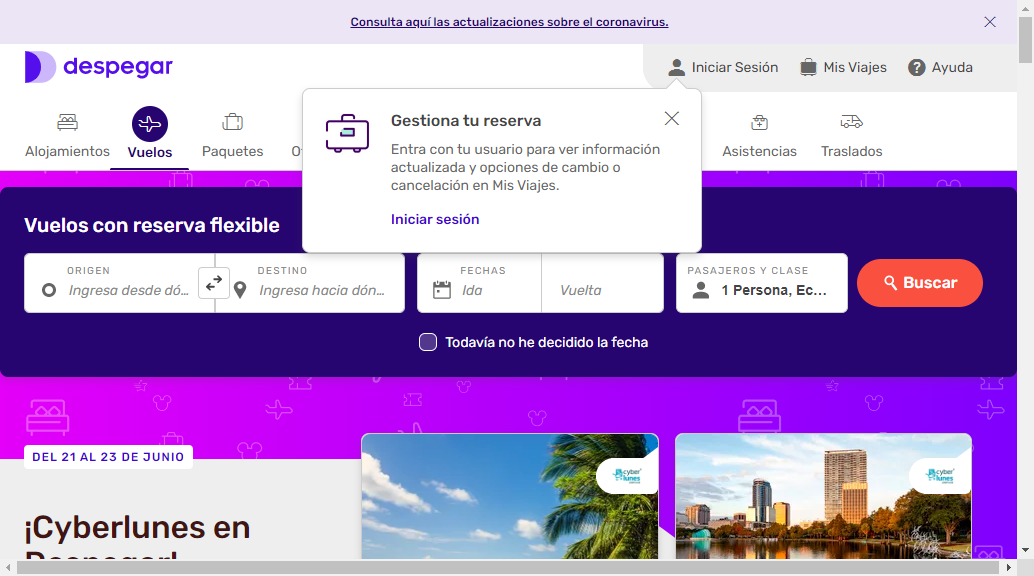 Consulta aquí las actualizaciones sobre el coronavirus.
despegar
Iniciar Sesión
Mis Viajes
Ayuda
Alojamientos
Vuelos
Paquetes
Asistencias
Traslados
Gestiona tu reserva
Entra con tu usuario para ver información
actualizada y opciones de cambio o
cancelación en Mis Viajes.
Iniciar sesión
Vuelos con reserva flexible
ORIGEN
Ingresa desde dó...
DESTINO
Ingresa hacia dón...
FECHAS
Ida
Vuelta
PASAJEROS Y CLASE
1 Persona, Ec...
Buscar
Todavía no he decidido la fecha
DEL 21 AL 23 DE JUNIO
¡Cyberlunes en
Despegar!
cyber
lunes
cyber
lunes